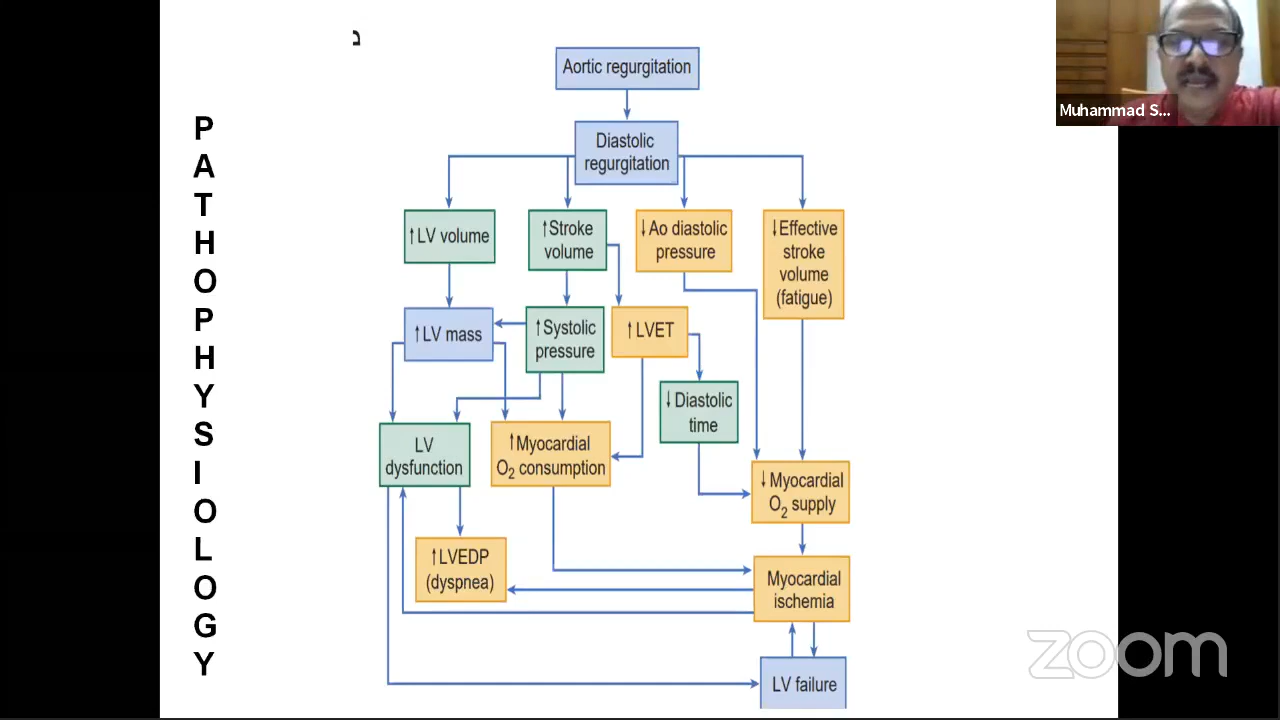 Muhammad S...
P
A
T
H
O
P
H
Y
S
I
O
L
O
G
Y
Aortic regurgitation
Diastolic
regurgitation
↑LV volume
↑Stroke
volume
↓Ao diastolic
pressure
↓Effective
stroke
volume
(fatigue)
↑LV mass
↑Systolic
pressure
↑LVET
↓Diastolic
time
LV
dysfunction
↑Myocardial
O₂ consumption
↓Myocardial
O₂ supply
↑LVEDP
(dyspnea)
Myocardial
ischemia
LV failure
zoom